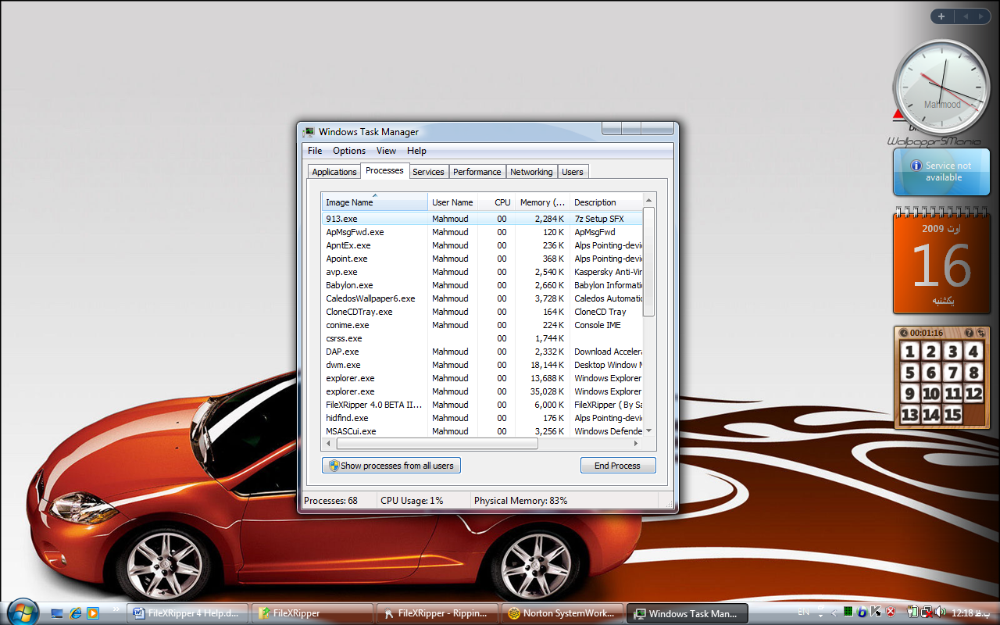 Windows Task Manager
File Options View Help
Applications Processes Services Performance Networking Users
Image Name User Name CPU Memory (... Description
913.exe Mahmoud 00 2,284 K 7z Setup SFX
ApMsgFwd.exe Mahmoud 00 120 K ApMsgFwd
ApntEx.exe Mahmoud 00 236 K Alps Pointing-devi
Apoint.exe Mahmoud 00 368 K Alps Pointing-devi
avp.exe Mahmoud 00 2,540 K Kaspersky Anti-Vir
Babylon.exe Mahmoud 00 2,660 K Babylon Informatio
CaledosWallpaper6.exe Mahmoud 00 3,728 K Caledos Automatic
CloneCDTray.exe Mahmoud 00 164 K CloneCD Tray
conime.exe Mahmoud 00 224 K Console IME
csrss.exe 00 1,744 K
DAP.exe Mahmoud 00 2,332 K Download Accelera
dwm.exe Mahmoud 00 18,144 K Desktop Window M
explorer.exe Mahmoud 00 13,688 K Windows Explorer
explorer.exe Mahmoud 00 35,028 K Windows Explorer
FileXRipper 4.0 BETA II... Mahmoud 00 6,000 K FileXRipper ( By Sa
hidfind.exe Mahmoud 00 176 K Alps Pointing-devi
MSASCui.exe Mahmoud 00 3,256 K Windows Defende
Show processes from all users End Process
Processes: 68 CPU Usage: 1% Physical Memory: 83%
Mahmood
WallpaperSMania
Service not
available
اوت 2009
16
یکشنبه
00:01:16
1 2 3 4
5 6 7 8
9 10 11 12
13 14 15
FileXRipper 4 Help.d... FileXRipper FileXRipper - Rippin... Norton SystemWork... Windows Task Man... EN 12:18 ب.ظ